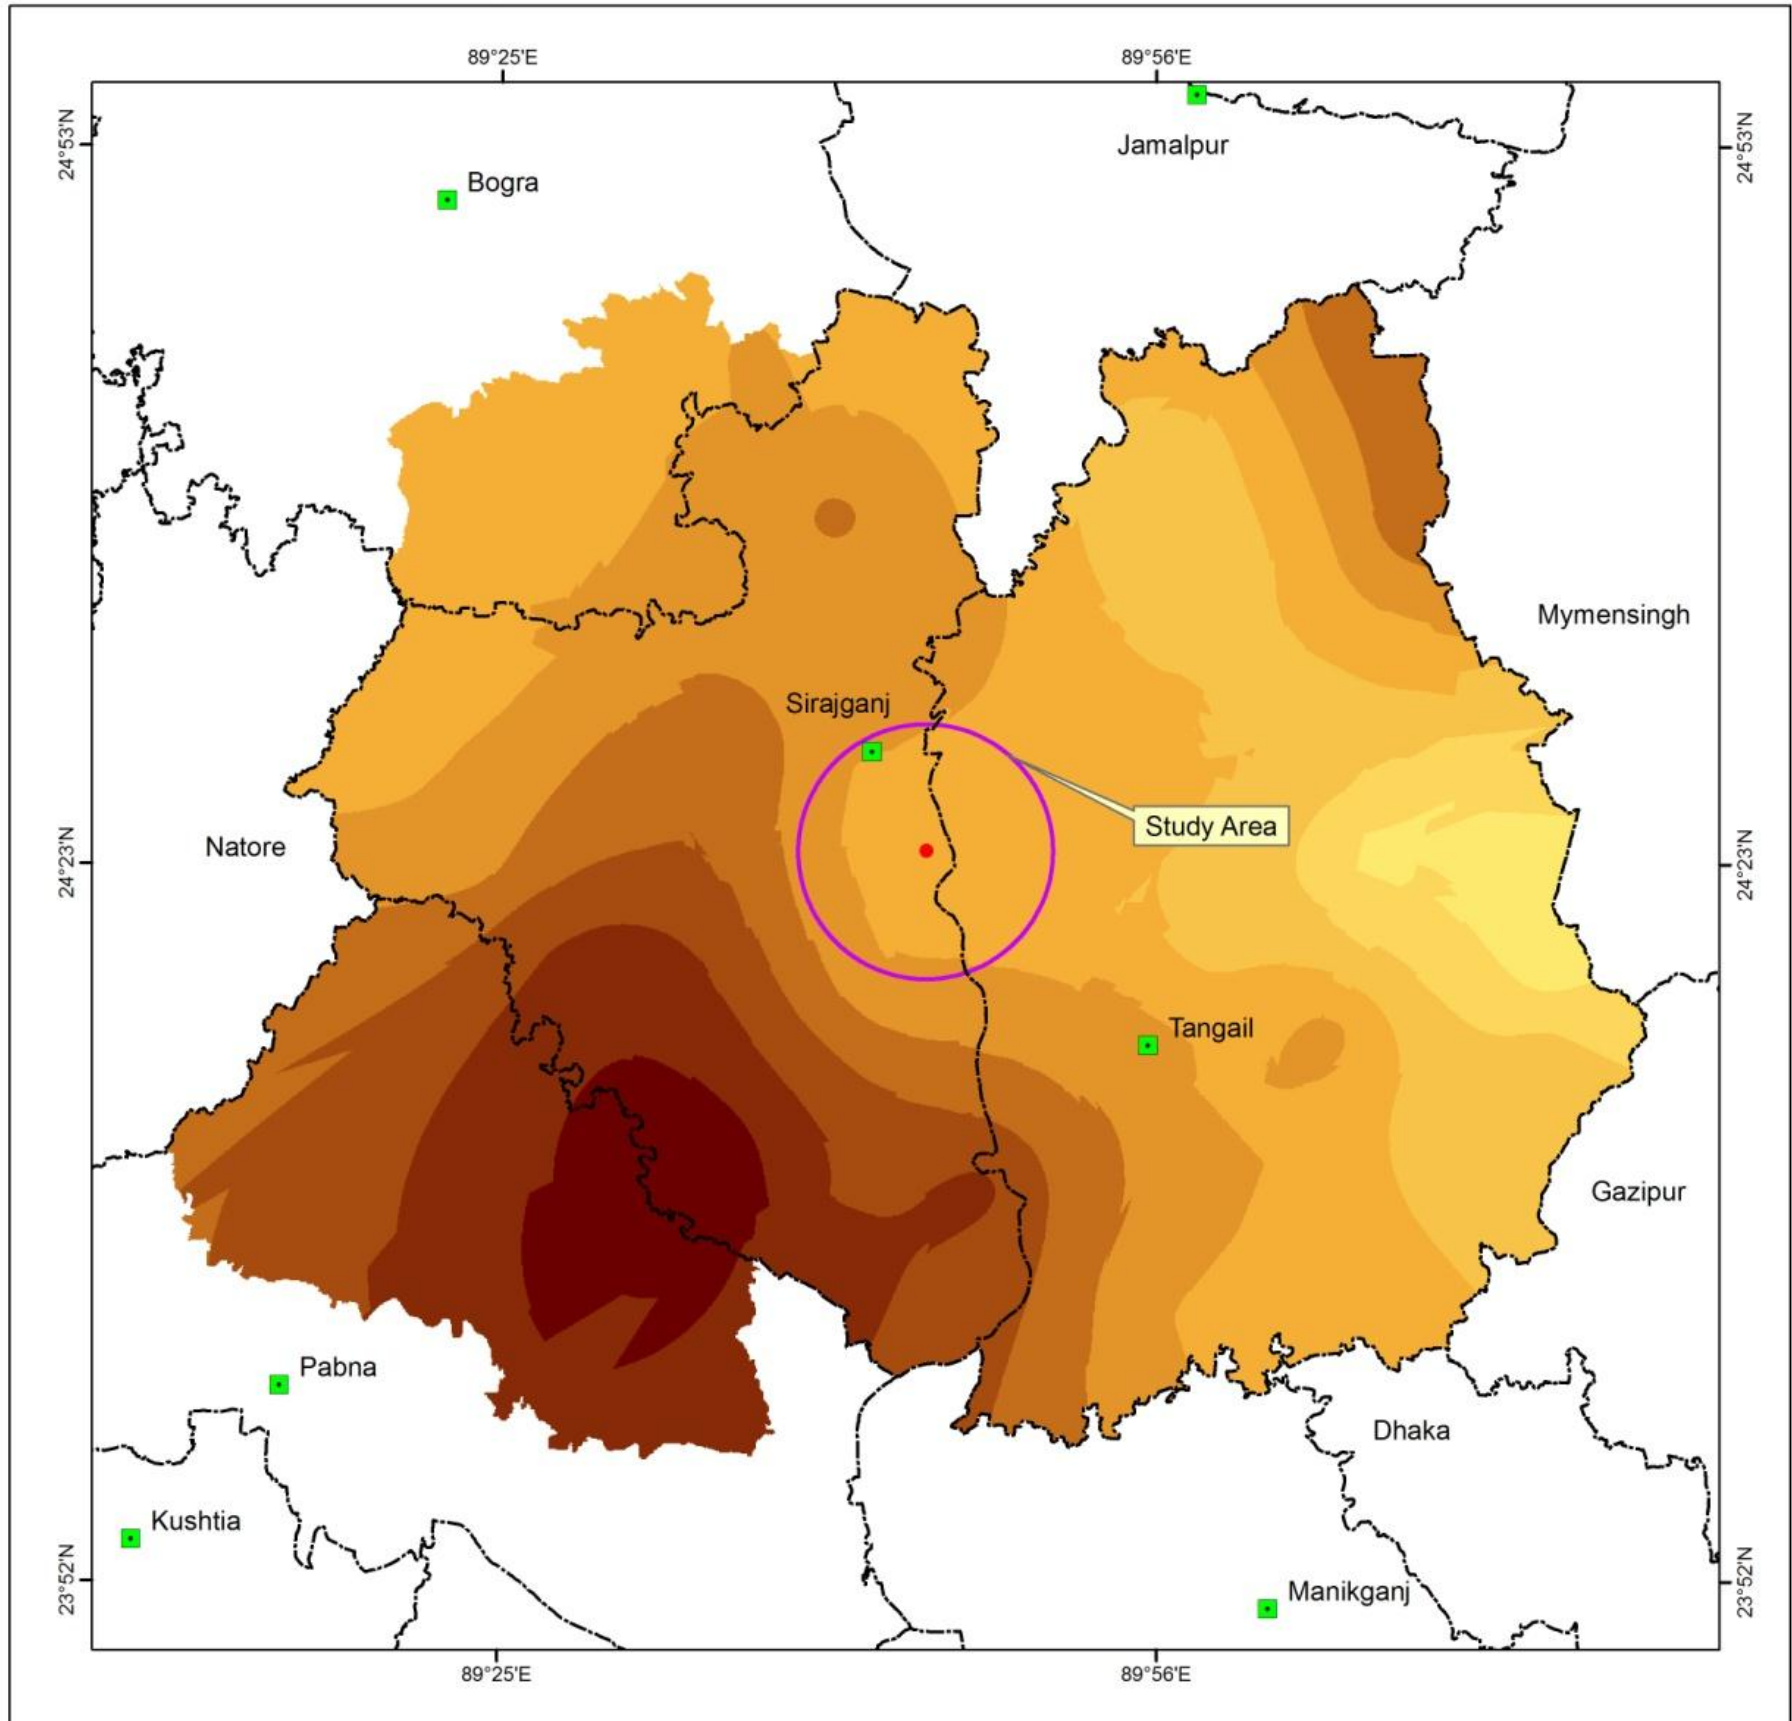 89°25'E
89°56'E
24°53'N
24°53'N
Jamalpur
Bogra
Mymensingh
Sirajganj
Study Area
Natore
24°23'N
24°23'N
Tangail
Gazipur
Pabna
Dhaka
Kushtia
23°52'N
23°52'N
Manikganj
89°25'E
89°56'E